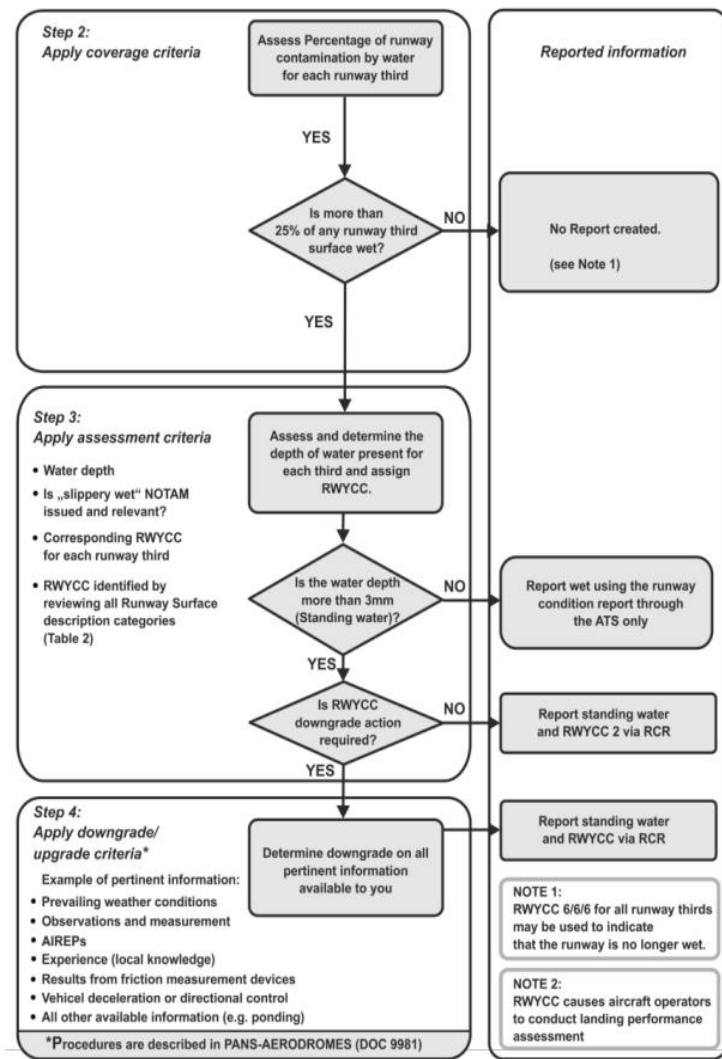 Step 2:
Apply coverage criteria
Assess Percentage of runway
contamination by water
for each runway third
Reported information
YES
Is more than
25% of any runway third
surface wet?
NO
No Report created.
(see Note 1)
YES
Step 3:
Apply assessment criteria
• Water depth
• Is „slippery wet“ NOTAM
issued and relevant?
• Corresponding RWYCC
for each runway third
• RWYCC identified by
reviewing all Runway Surface
description categories
(Table 2)
Assess and determine the
depth of water present for
each third and assign
RWYCC.
Is the water depth
more than 3mm
(Standing water)?
NO
Report wet using the runway
condition report through
the ATS only
YES
Is RWYCC
downgrade action
required?
NO
Report standing water
and RWYCC 2 via RCR
YES
Step 4:
Apply downgrade/
upgrade criteria*
Example of pertinent information:
• Prevailing weather conditions
• Observations and measurement
• AIREPs
• Experience (local knowledge)
• Results from friction measurement devices
• Vehicel deceleration or directional control
• All other available information (e.g. ponding)
Determine downgrade on all
pertinent information
available to you
Report standing water
and RWYCC via RCR
NOTE 1:
RWYCC 6/6/6 for all runway thirds
may be used to indicate
that the runway is no longer wet.
NOTE 2:
RWYCC causes aircraft operators
to conduct landing performance
assessment
*Procedures are described in PANS-AERODROMES (DOC 9981)